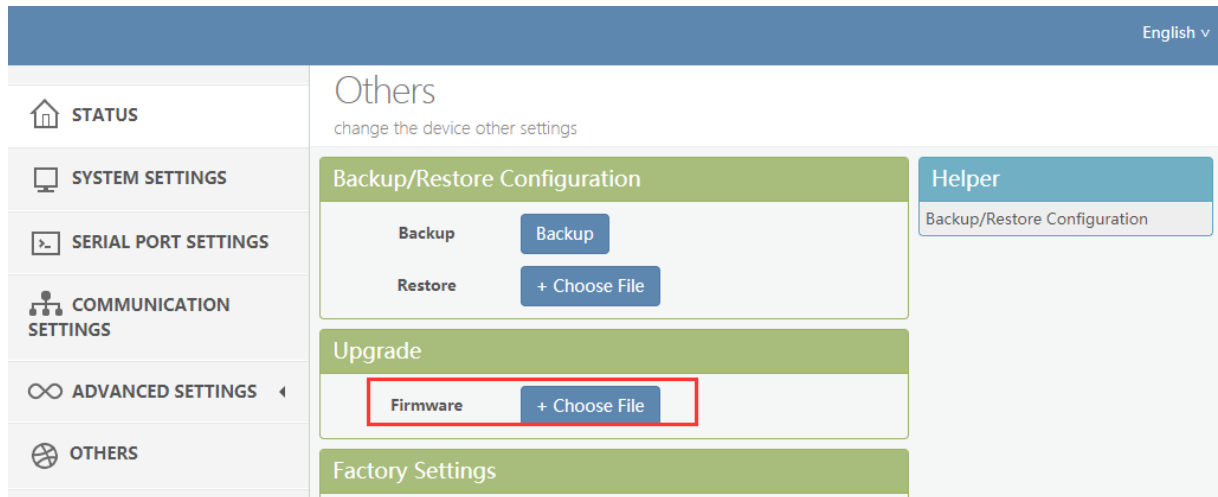 English ˅
STATUS
SYSTEM SETTINGS
SERIAL PORT SETTINGS
COMMUNICATION
SETTINGS
ADVANCED SETTINGS
OTHERS
Others
change the device other settings
Backup/Restore Configuration
Backup Backup
Restore + Choose File
Upgrade
Firmware + Choose File
Factory Settings
Helper
Backup/Restore Configuration